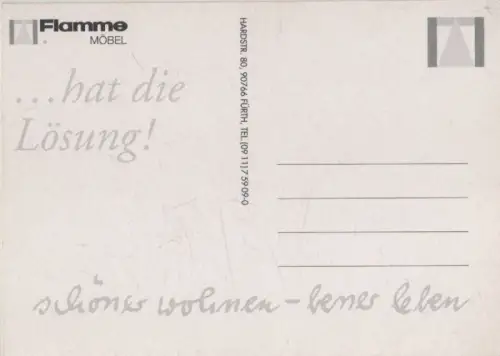 Flamme
MÖBEL
...hat die
Lösung!
HARDSTR. 80, 90766 FÜRTH, TEL. (09 11) 7 59 09-0
schöner wohnen – besser leben